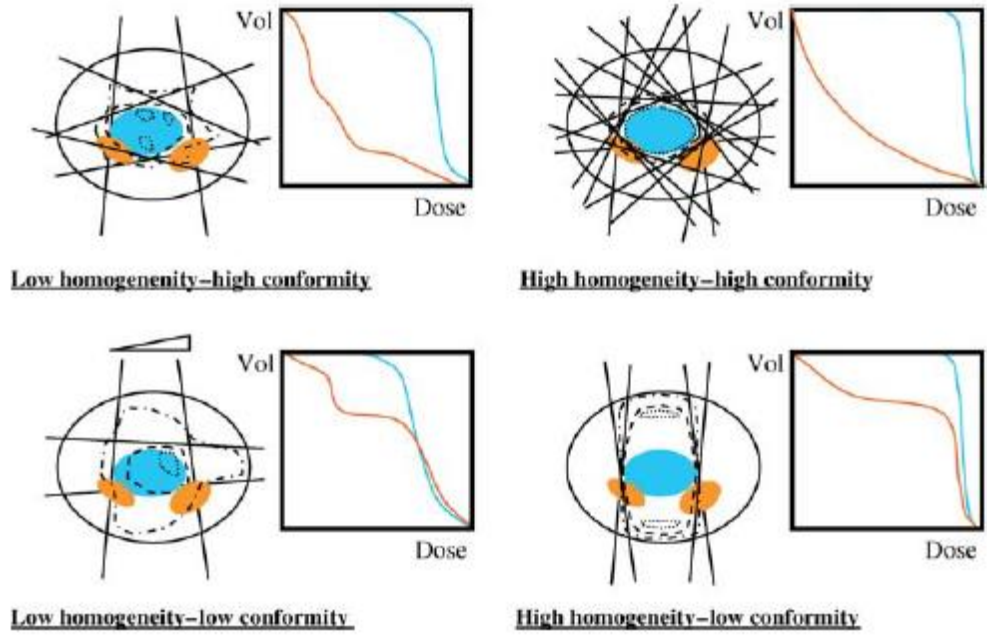 Vol
Dose
Low homogenenity–high conformity
Vol
Dose
High homogeneity–high conformity
Vol
Dose
Low homogeneity–low conformity
Vol
Dose
High homogeneity–low conformity